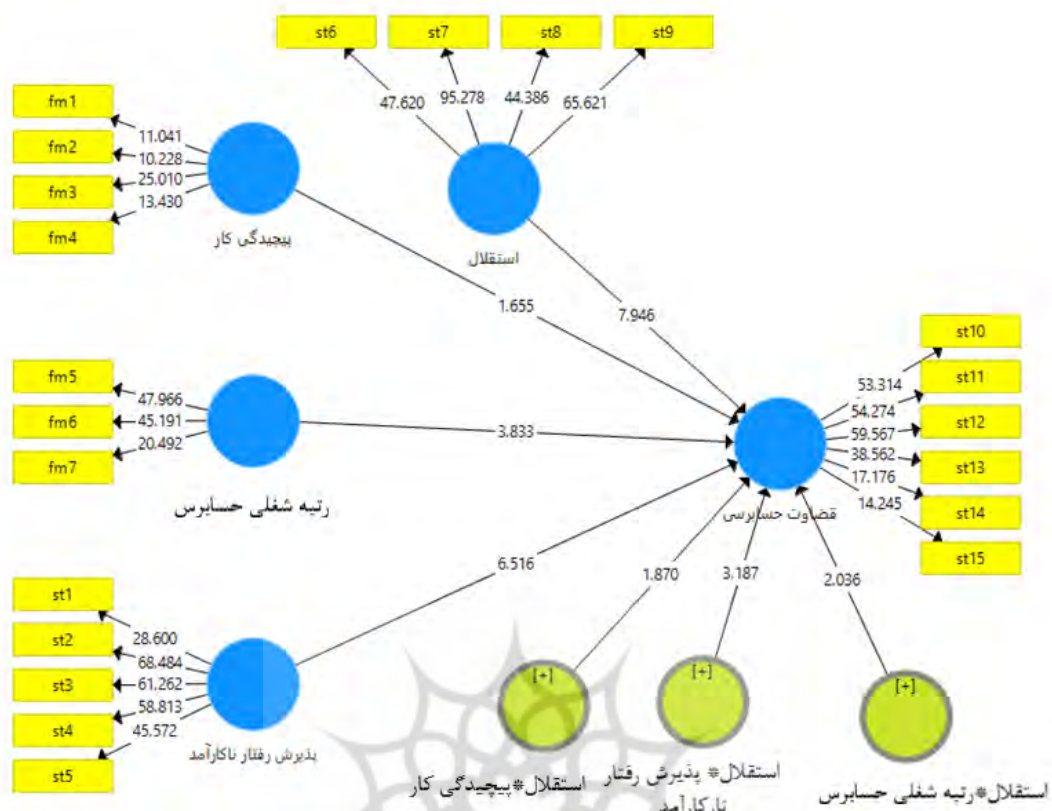 st6
st7
st8
st9
47.620
95.278
44.386
65.621
fm1
fm2
fm3
fm4
11.041
10.228
25.010
13.430
پیچیدگی کار
استقلال
1.655
7.946
fm5
fm6
fm7
47.966
45.191
20.492
رتبه شغلی حسابرس
3.833
st10
st11
st12
st13
st14
st15
53.314
54.274
59.567
38.562
17.176
14.245
قضاوت حسابرسی
st1
st2
st3
st4
st5
28.600
68.484
61.262
58.813
45.572
پذیرش رفتار ناکارآمد
6.516
1.870
3.187
2.036
[+]
[+]
[+]
استقلال*پیچیدگی کار
استقلال* پذیرش رفتار
ناکارآمد
استقلال*رتبه شغلی حسابرس